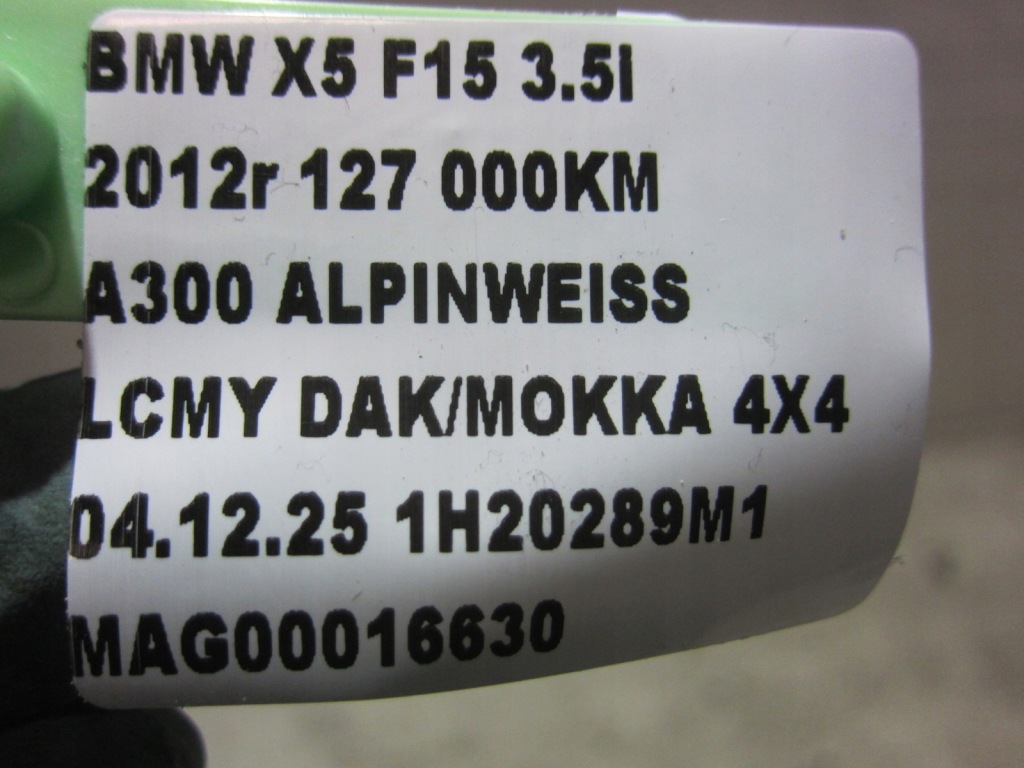 BMW X5 F15 3.5I
2012r 127 000KM
A300 ALPINWEISS
LCMY DAK/MOKKA 4X4
04.12.25 1H20289M1
MAG00016630